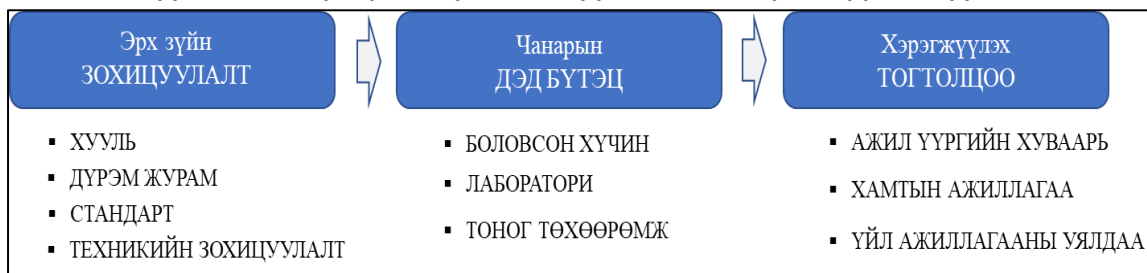 Эрх зүйн
ЗОХИЦУУЛАЛТ
ХУУЛЬ
ДҮРЭМ ЖУРАМ
СТАНДАРТ
ТЕХНИКИЙН ЗОХИЦУУЛАЛТ
Чанарын
ДЭД БҮТЭЦ
БОЛОВСОН ХҮЧИН
ЛАБОРАТОРИ
ТОНОГ ТӨХӨӨРӨМЖ
Хэрэгжүүлэх
ТОГТОЛЦОО
АЖИЛ ҮҮРГИЙН ХУВААРЬ
ХАМТЫН АЖИЛЛАГАА
ҮЙЛ АЖИЛЛАГААНЫ УЯЛДАА